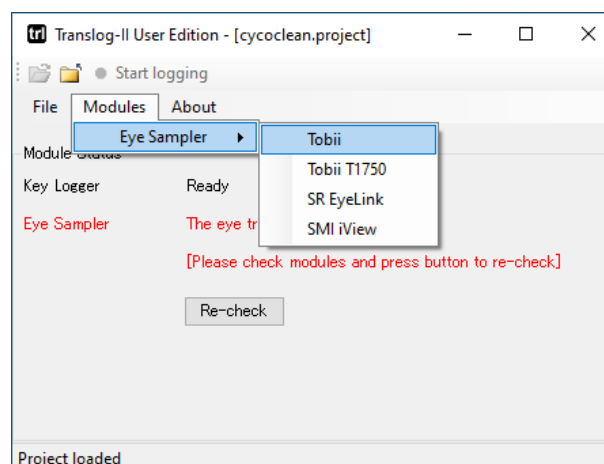 trl Translog-II User Edition - [cycoclean.project]
Start logging
File Modules About
Eye Sampler Tobii
Module Status
Tobii T1750
Key Logger Ready SR EyeLink
Eye Sampler The eye tr SMI iView
[Please check modules and press button to re-check]
Re-check
Project loaded